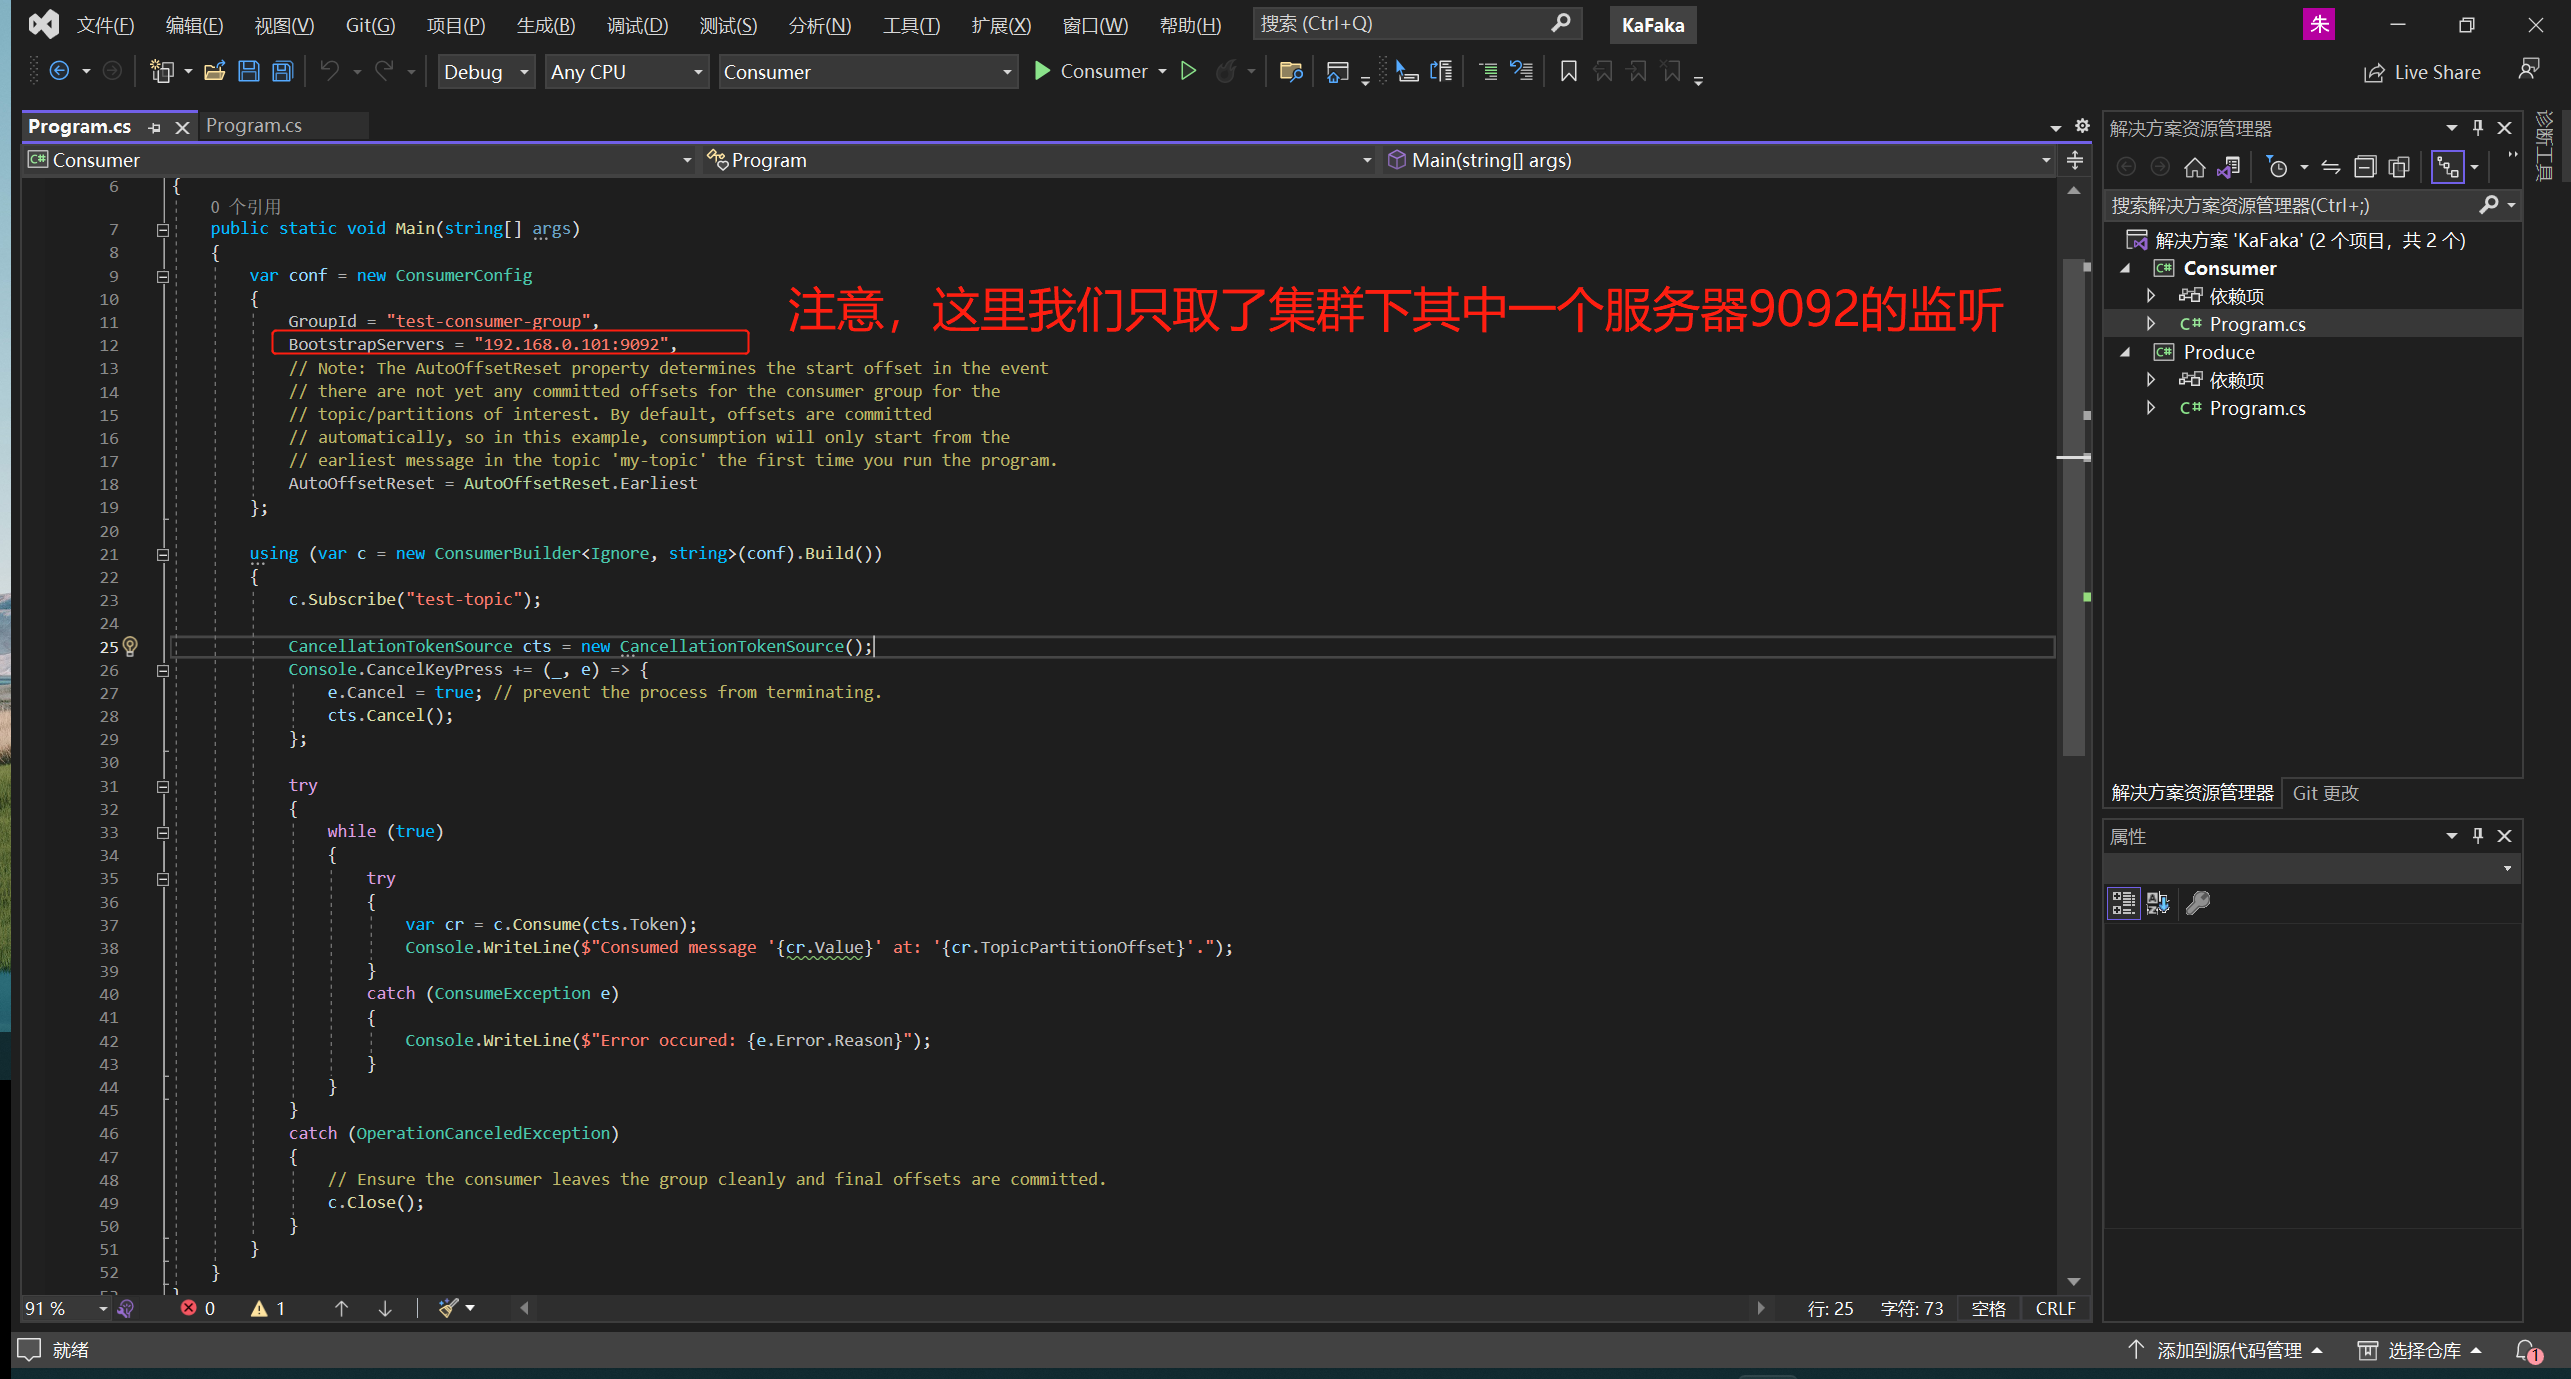 文件(F) 编辑(E) 视图(V) Git(G) 项目(P) 生成(B) 调试(D) 测试(S) 分析(N) 工具(T) 扩展(X) 窗口(W) 帮助(H) 搜索 (Ctrl+Q) KaFaka 朱
Debug Any CPU Consumer Consumer Live Share
Program.cs Program.cs
Consumer Program Main(string[] args)
6 {
0 个引用
7 public static void Main(string[] args)
8 {
9 var conf = new ConsumerConfig
10 {
11 GroupId = "test-consumer-group",
12 BootstrapServers = "192.168.0.101:9092",
注意，这里我们只取了集群下其中一个服务器9092的监听
13 // Note: The AutoOffsetReset property determines the start offset in the event
14 // there are not yet any committed offsets for the consumer group for the
15 // topic/partitions of interest. By default, offsets are committed
16 // automatically, so in this example, consumption will only start from the
17 // earliest message in the topic 'my-topic' the first time you run the program.
18 AutoOffsetReset = AutoOffsetReset.Earliest
19 };
20
21 using (var c = new ConsumerBuilder<Ignore, string>(conf).Build())
22 {
23 c.Subscribe("test-topic");
24
25 CancellationTokenSource cts = new CancellationTokenSource();
26 Console.CancelKeyPress += (_, e) => {
27 e.Cancel = true; // prevent the process from terminating.
28 cts.Cancel();
29 };
30
31 try
32 {
33 while (true)
34 {
35 try
36 {
37 var cr = c.Consume(cts.Token);
38 Console.WriteLine($"Consumed message '{cr.Value}' at: '{cr.TopicPartitionOffset}'.");
39 }
40 catch (ConsumeException e)
41 {
42 Console.WriteLine($"Error occured: {e.Error.Reason}");
43 }
44 }
45 }
46 catch (OperationCanceledException)
47 {
48 // Ensure the consumer leaves the group cleanly and final offsets are committed.
49 c.Close();
50 }
51 }
52 }
91 % 0 1 行: 25 字符: 73 空格 CRLF
解决方案资源管理器
搜索解决方案资源管理器(Ctrl+;)
解决方案 'KaFaka' (2 个项目，共 2 个)
C# Consumer
依赖项
C# Program.cs
C# Produce
依赖项
C# Program.cs
解决方案资源管理器 Git 更改
属性
诊断工具
就绪 添加到源代码管理 选择仓库 1